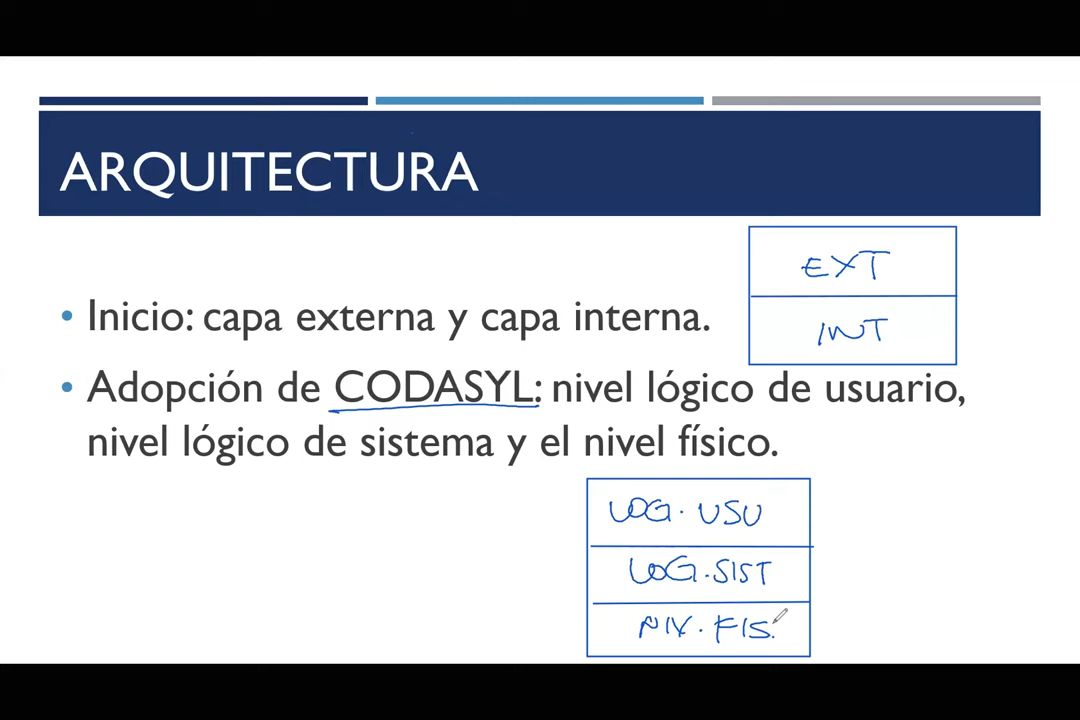 ARQUITECTURA
EXT
• Inicio: capa externa y capa interna.
INT
• Adopción de CODASYL: nivel lógico de usuario,
nivel lógico de sistema y el nivel físico.
LOG. USU
LOG. SIST
NIV. FIS.